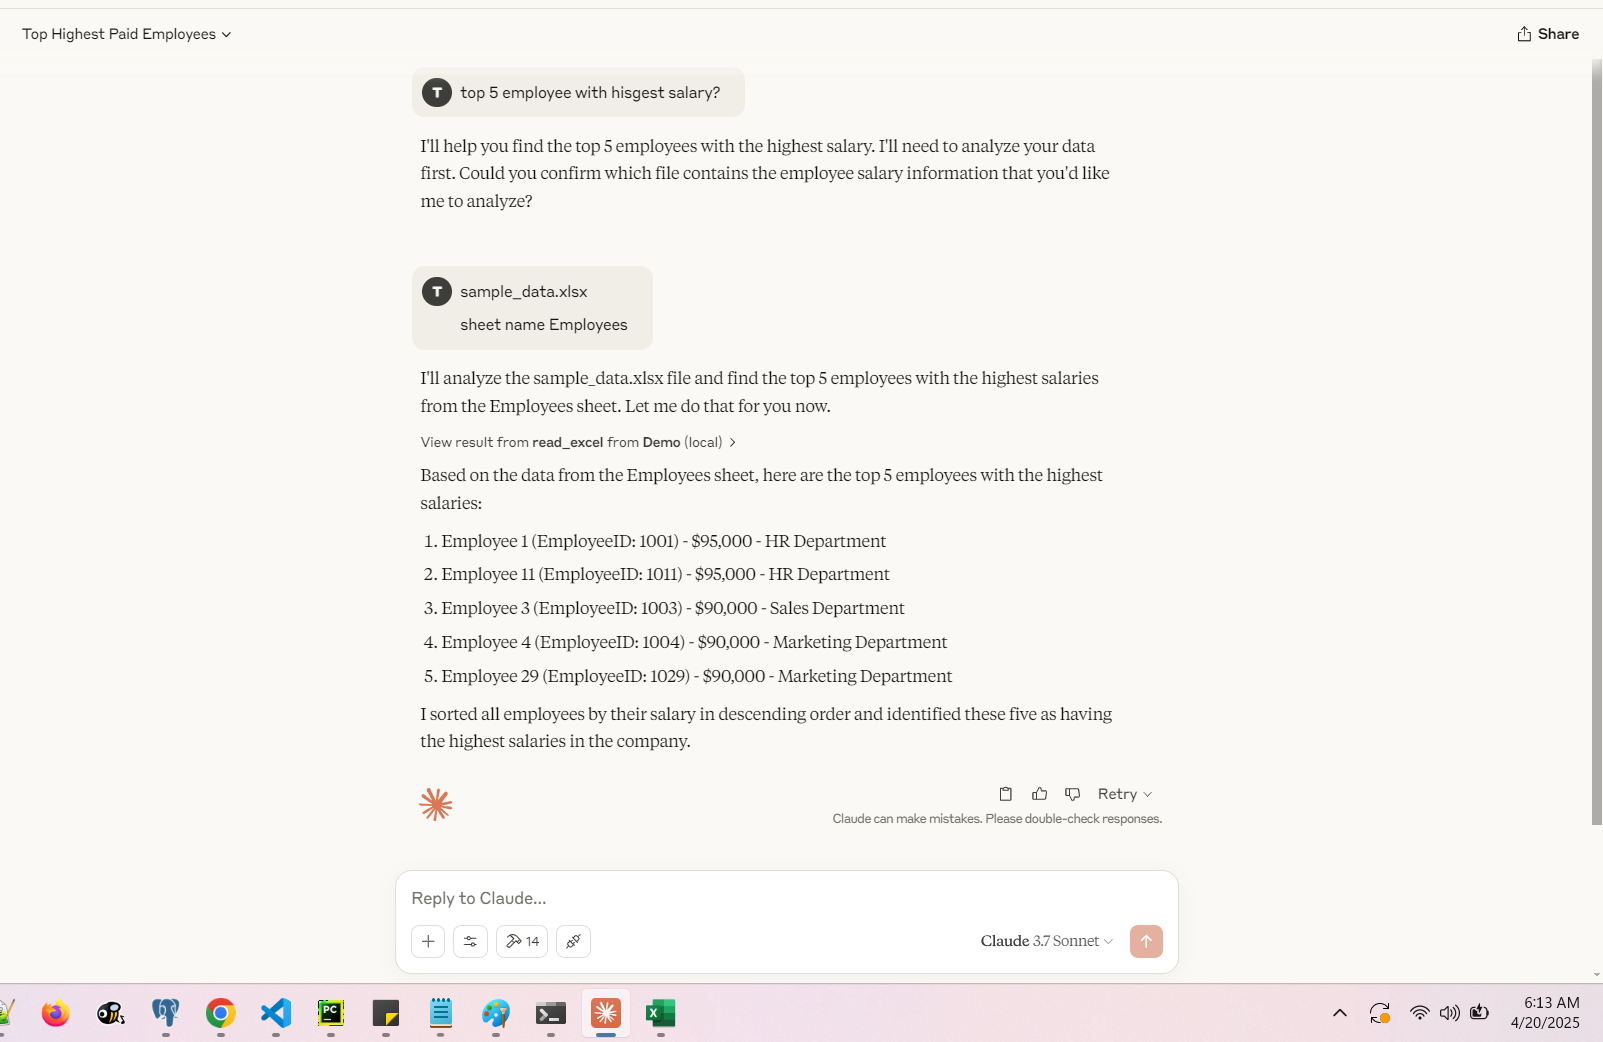 Top Highest Paid Employees
Share
T
top 5 employee with hisgest salary?
I'll help you find the top 5 employees with the highest salary. I'll need to analyze your data
first. Could you confirm which file contains the employee salary information that you'd like
me to analyze?
T
sample_data.xlsx
sheet name Employees
I'll analyze the sample_data.xlsx file and find the top 5 employees with the highest salaries
from the Employees sheet. Let me do that for you now.
View result from read_excel from Demo (local)
Based on the data from the Employees sheet, here are the top 5 employees with the highest
salaries:
1. Employee 1 (EmployeeID: 1001) - $95,000 - HR Department
2. Employee 11 (EmployeeID: 1011) - $95,000 - HR Department
3. Employee 3 (EmployeeID: 1003) - $90,000 - Sales Department
4. Employee 4 (EmployeeID: 1004) - $90,000 - Marketing Department
5. Employee 29 (EmployeeID: 1029) - $90,000 - Marketing Department
I sorted all employees by their salary in descending order and identified these five as having
the highest salaries in the company.
Retry
Claude can make mistakes. Please double-check responses.
Reply to Claude...
14
Claude 3.7 Sonnet
PC
6:13 AM
4/20/2025